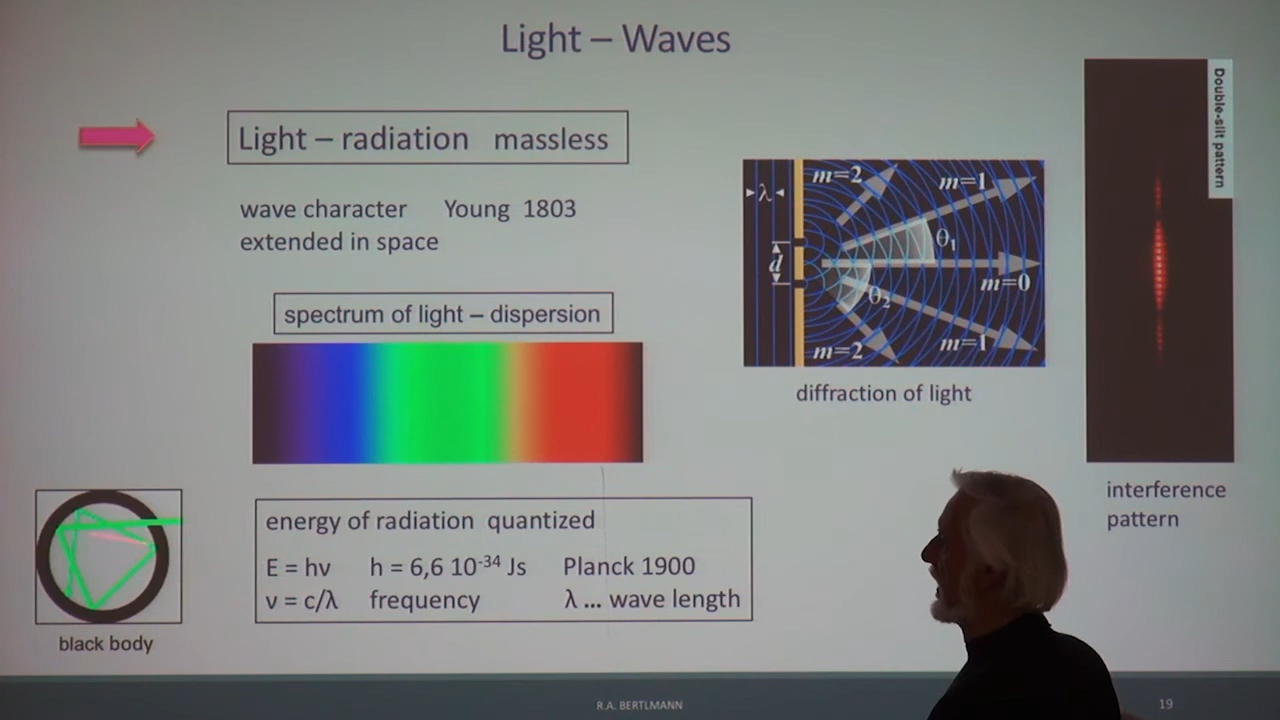 Light – Waves
Light – radiation massless
wave character Young 1803
extended in space
spectrum of light – dispersion
λ
d
m=2
m=1
θ₁
m=0
θ₂
m=1
m=2
diffraction of light
Double-slit pattern
interference
pattern
black body
energy of radiation quantized
E = hν h = 6,6 10⁻³⁴ Js Planck 1900
ν = c/λ frequency λ ... wave length
R.A. BERTLMANN
19